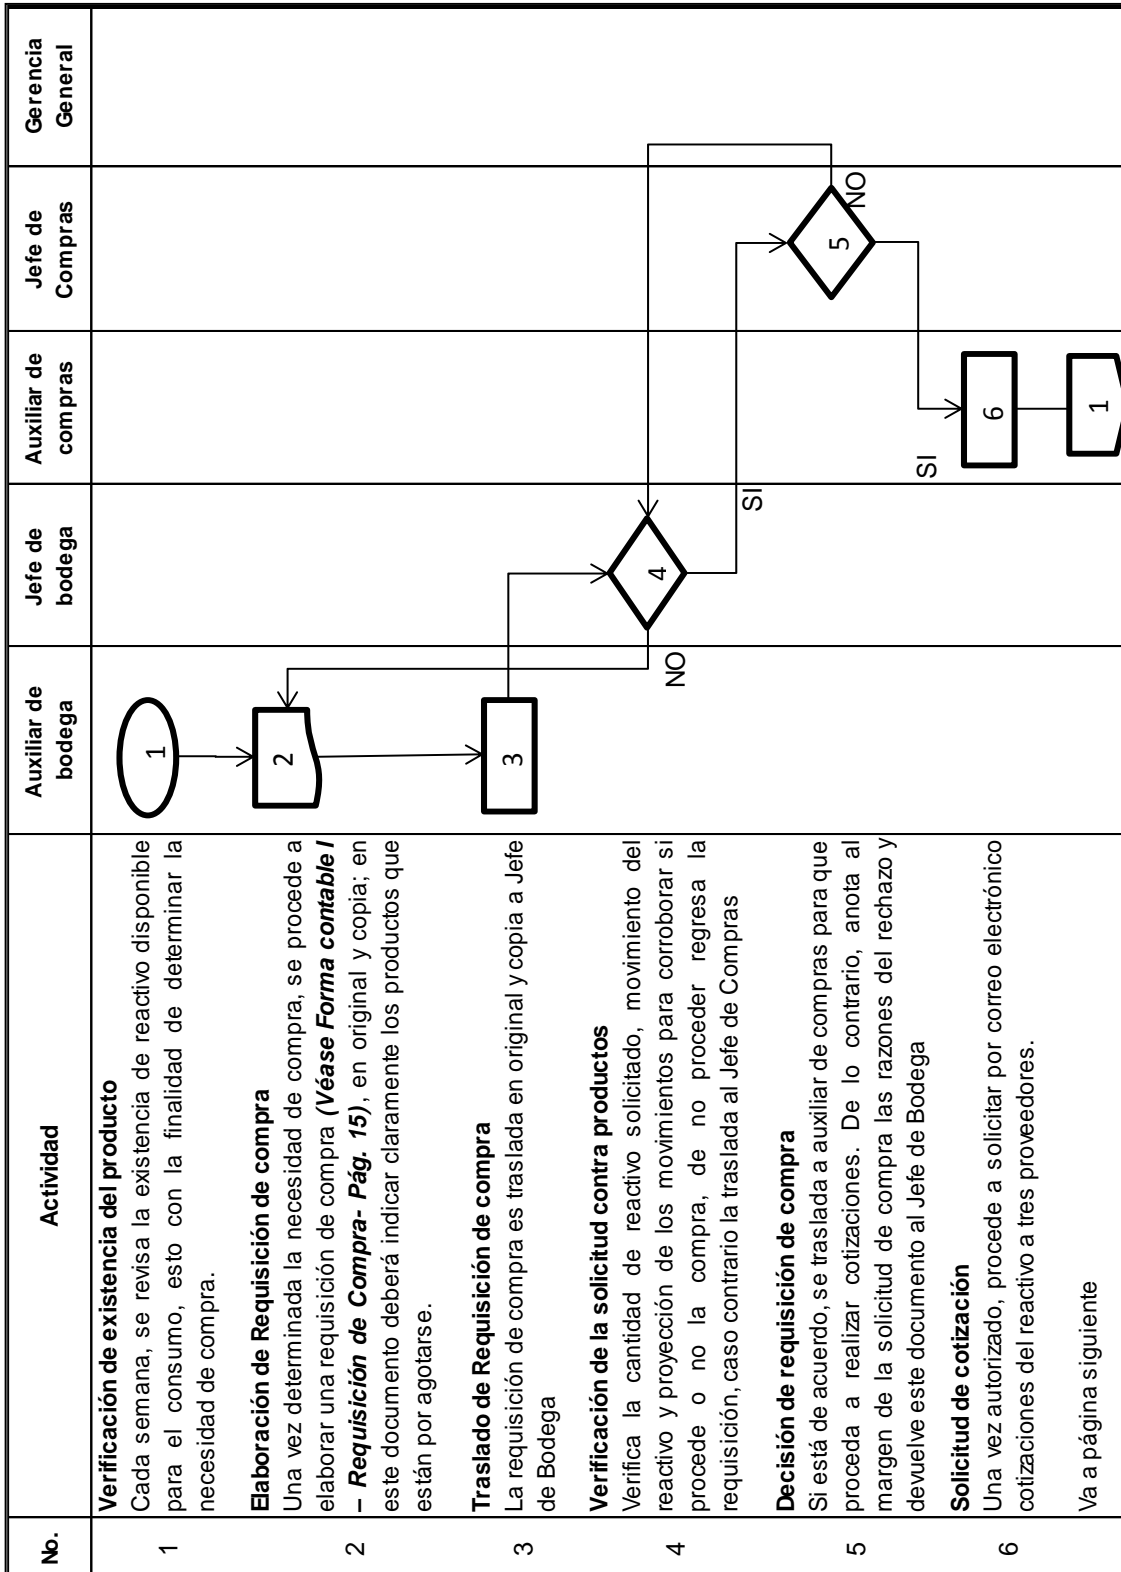 No.
Actividad
Auxiliar de
bodega
Jefe de
bodega
Auxiliar de
compras
Jefe de
Compras
Gerencia
General
1
Verificación de existencia del producto
Cada semana, se revisa la existencia de reactivo disponible
para el consumo, esto con la finalidad de determinar la
necesidad de compra.
1
2
Elaboración de Requisición de compra
Una vez determinada la necesidad de compra, se procede a
elaborar una requisición de compra (Véase Forma contable I
– Requisición de Compra- Pág. 15), en original y copia; en
este documento deberá indicar claramente los productos que
están por agotarse.
2
3
Traslado de Requisición de compra
La requisición de compra es traslada en original y copia a Jefe
de Bodega
3
4
Verificación de la solicitud contra productos
Verifica la cantidad de reactivo solicitado, movimiento del
reactivo y proyección de los movimientos para corroborar si
procede o no la compra, de no proceder regresa la
requisición, caso contrario la traslada al Jefe de Compras
NO
4
SI
5
Decisión de requisición de compra
Si está de acuerdo, se traslada a auxiliar de compras para que
proceda a realizar cotizaciones. De lo contrario, anota al
margen de la solicitud de compra las razones del rechazo y
devuelve este documento al Jefe de Bodega
5
NO
SI
6
Solicitud de cotización
Una vez autorizado, procede a solicitar por correo electrónico
cotizaciones del reactivo a tres proveedores.
6
Va a página siguiente
1